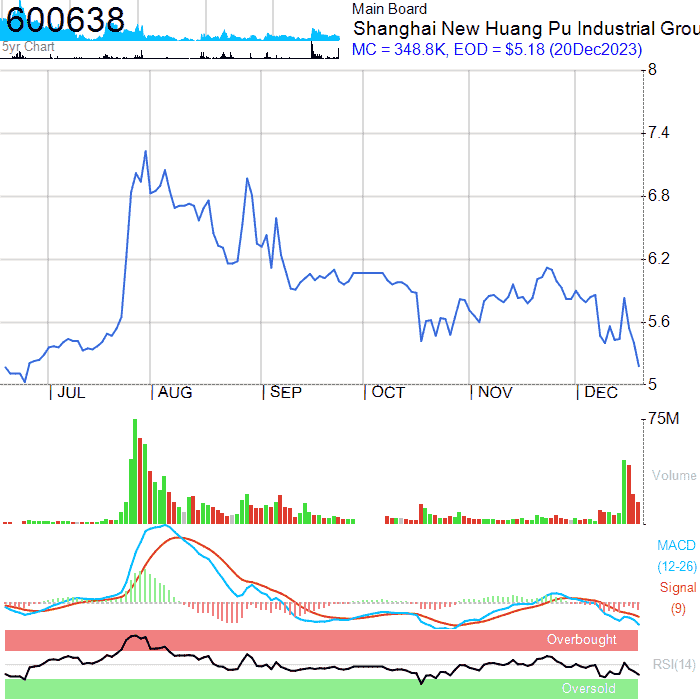 600638
5yr Chart
Main Board
Shanghai New Huang Pu Industrial Grou
MC = 348.8K, EOD = $5.18 (20Dec2023)
8
7.4
6.8
6.2
5.6
5
JUL
AUG
SEP
OCT
NOV
DEC
75M
Volume
MACD
(12-26)
Signal
(9)
Overbought
RSI(14)
Oversold